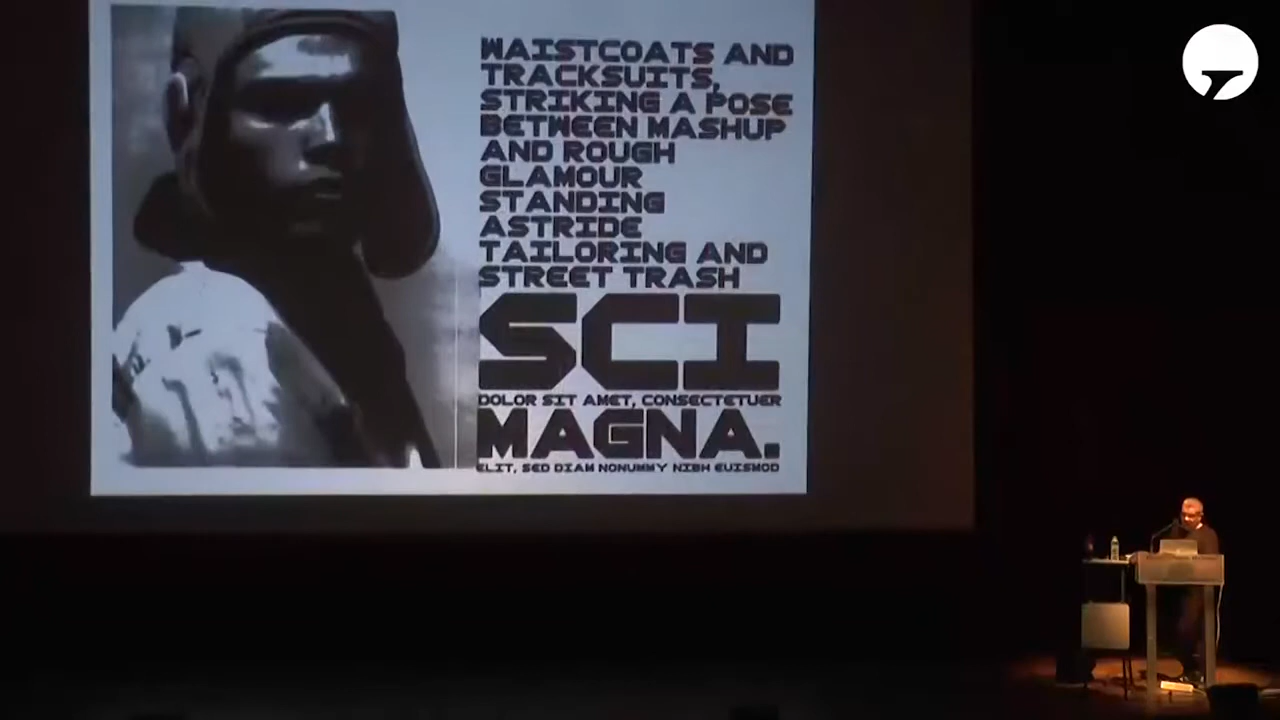 WAISTCOATS AND
TRACKSUITS,
STRIKING A POSE
BETWEEN MASHUP
AND ROUGH
GLAMOUR
STANDING
ASTRIDE
TAILORING AND
STREET TRASH
SCI
DOLOR SIT AMET, CONSECTETUER
MAGNA.
ELIT, SED DIAM NONUMMY NIBH EUISMOD